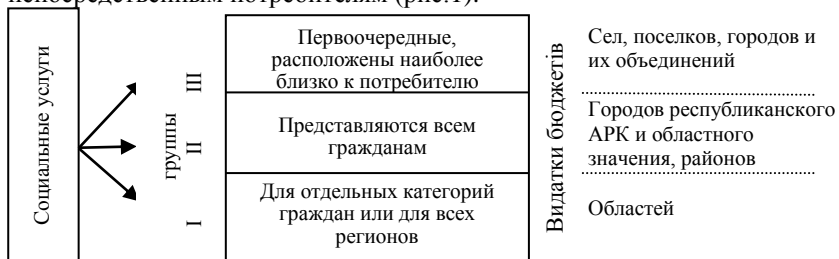 непосредственным потребителям (рис.1).
Социальные услуги
группы
III
Первоочередные,
расположены наиболее
близко к потребителю
II
Представляются всем
гражданам
I
Для отдельных категорий
граждан или для всех
регионов
Видатки бюджетів
Сел, поселков, городов и
их объединений
Городов республиканского
АРК и областного
значения, районов
Областей